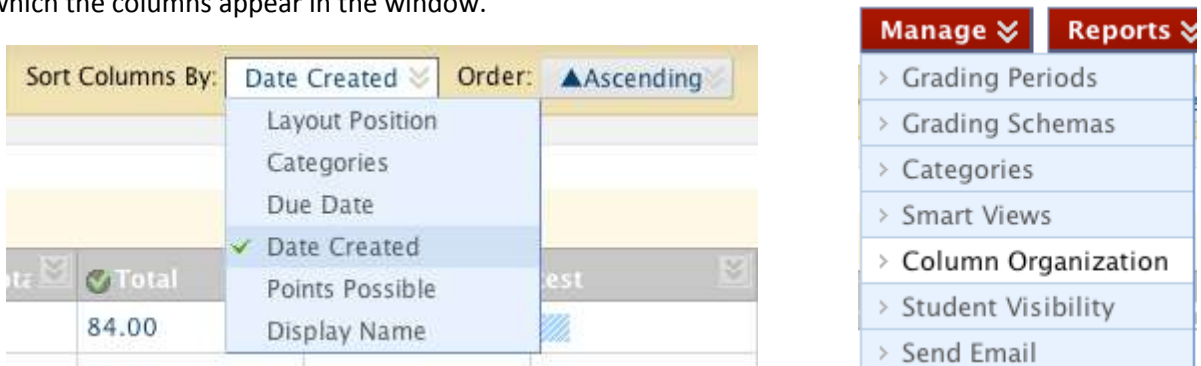 which the columns appear in the window.
Sort Columns By: Date Created Order: ▲Ascending
Layout Position
Categories
Due Date
Date Created
Points Possible
Display Name
Total
84.00
Manage Reports
> Grading Periods
> Grading Schemas
> Categories
> Smart Views
> Column Organization
> Student Visibility
> Send Email